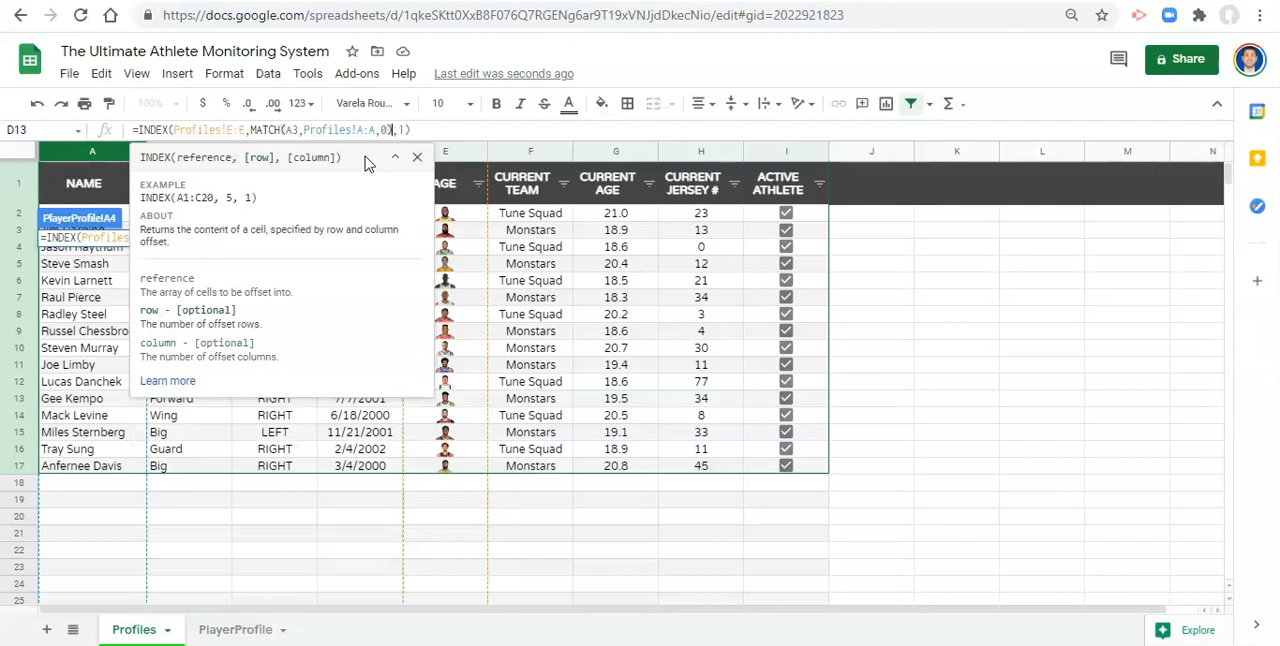 https://docs.google.com/spreadsheets/d/1qkeSKtt0XxB8F076Q7RGENg6ar9T19xVNJjdDkecNio/edit#gid=2022921823
The Ultimate Athlete Monitoring System
File Edit View Insert Format Data Tools Add-ons Help Last edit was seconds ago
Share
100% $ % .0 .00 123 Varela Rou... 10 B I S A
D13 fx =INDEX(Profiles!E:E,MATCH(A3,Profiles!A:A,0),1)
A E F G H I J K L M N
1 NAME AGE CURRENT TEAM CURRENT AGE CURRENT JERSEY # ACTIVE ATHLETE
INDEX(reference, [row], [column])
EXAMPLE
INDEX(A1:C20, 5, 1)
ABOUT
Returns the content of a cell, specified by row and column
offset.
reference
The array of cells to be offset into.
row - [optional]
The number of offset rows.
column - [optional]
The number of offset columns.
Learn more
PlayerProfile!A4
=INDEX(Profiles
2 Tune Squad 21.0 23
3 Monstars 18.9 13
4 Tune Squad 18.6 0
5 Steve Smash Monstars 20.4 12
6 Kevin Larnett Tune Squad 18.5 21
7 Raul Pierce Monstars 18.3 34
8 Radley Steel Tune Squad 20.2 3
9 Russel Chessbro Monstars 18.6 4
10 Steven Murray Monstars 20.7 30
11 Joe Limby Monstars 19.4 11
12 Lucas Danchek Tune Squad 18.6 77
13 Gee Kempo Forward RIGHT 7/7/2001 Monstars 19.5 34
14 Mack Levine Wing RIGHT 6/18/2000 Tune Squad 20.5 8
15 Miles Sternberg Big LEFT 11/21/2001 Monstars 19.1 33
16 Tray Sung Guard RIGHT 2/4/2002 Tune Squad 18.9 11
17 Anfernee Davis Big RIGHT 3/4/2000 Monstars 20.8 45
18
19
20
21
22
23
24
25
Profiles PlayerProfile Explore